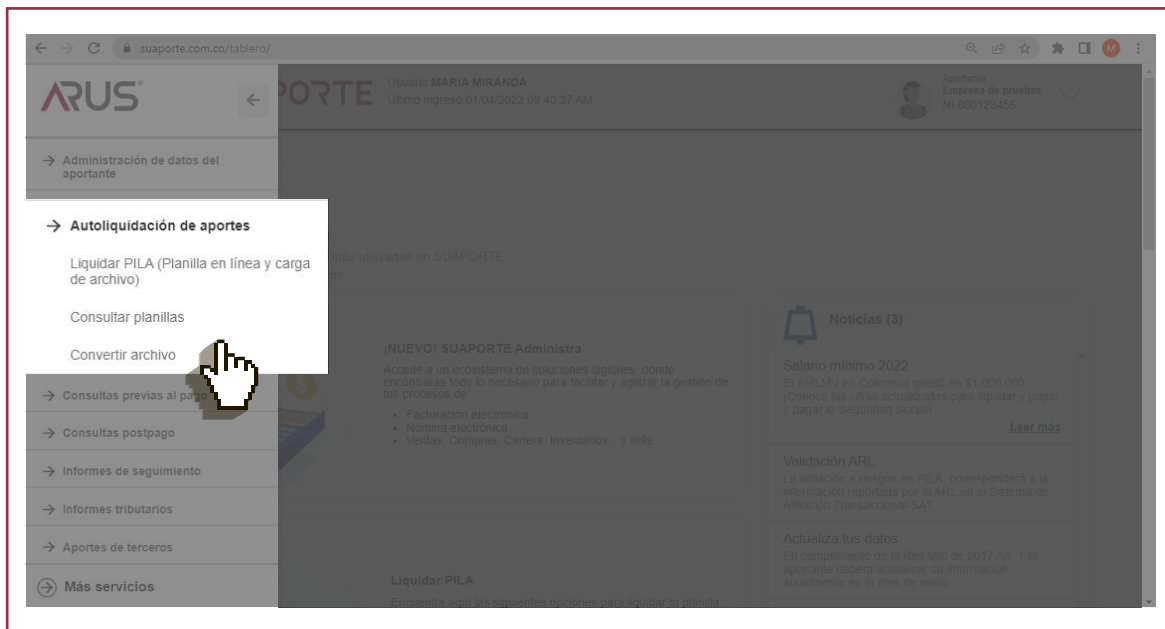 suaporte.com.co/tablero/
M
ARUS
PORTE
Usuario MARIA MIRANDA
Último ingreso 01/04/2022 09:40:37 AM
Aportante
Empresa de pruebas
NI 800123456
Administración de datos del
aportante
Autoliquidación de aportes
Liquidar PILA (Planilla en línea y carga
de archivo)
Consultar planillas
Convertir archivo
Consultas previas al pago
Consultas postpago
Informes de seguimiento
Informes tributarios
Aportes de terceros
Más servicios
más utilizadas en SUAPORTE
¡NUEVO! SUAPORTE Administra
Accede a un ecosistema de soluciones digitales, donde
encontrarás todo lo necesario para facilitar y agilizar la gestión de
tus procesos de:
• Facturación electrónica
• Nómina electrónica
• Ventas, Compras, Cartera, Inventarios... y más.
Liquidar PILA
Encuentra aquí las siguientes opciones para liquidar tu planilla:
Noticias (3)
Salario mínimo 2022
El SMLMV en Colombia quedó en $1.000.000
¡Conoce las cifras actualizadas para liquidar y pagar
y pagar la Seguridad Social!
Leer más
Validación ARL
La afiliación a riesgos en PILA, corresponderá a la
información reportada por la ARL en el Sistema de
Afiliación Transaccional SAT
Actualiza tus datos
En cumplimiento de la Res 980 de 2017 Art. 1 el
aportante deberá actualizar su información
anualmente en el mes de enero